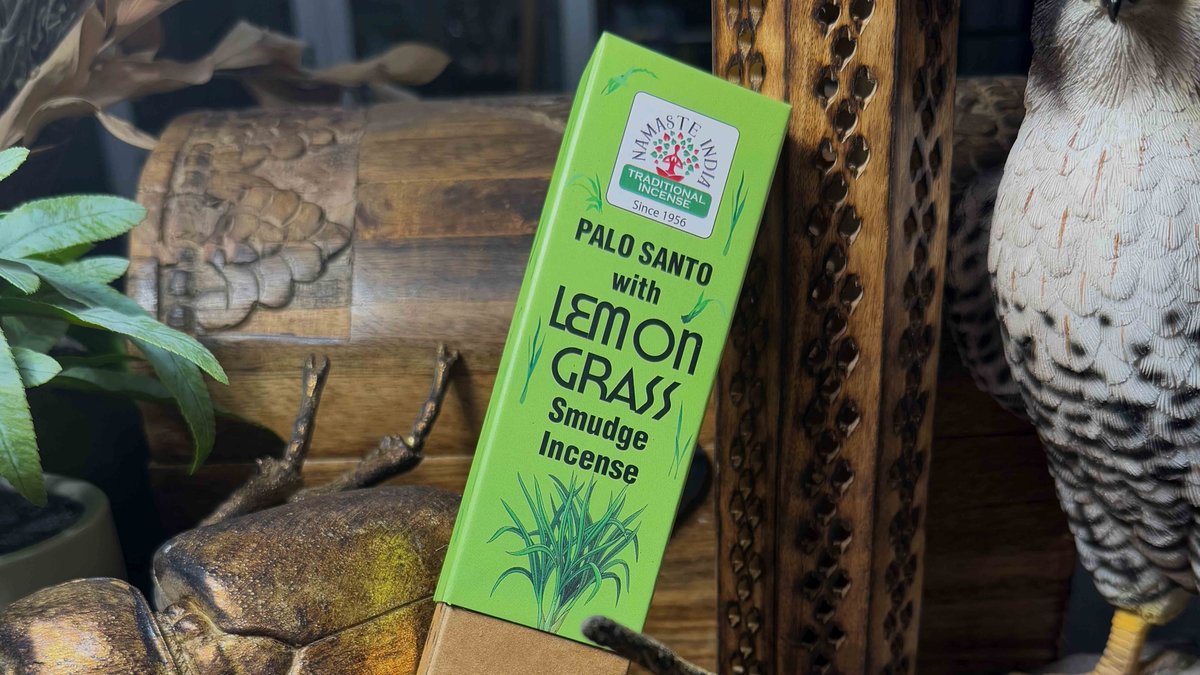 NAMASTE INDIA
TRADITIONAL
INCENSE
Since 1956
PALO SANTO
with
LEMON
GRASS
Smudge
Incense